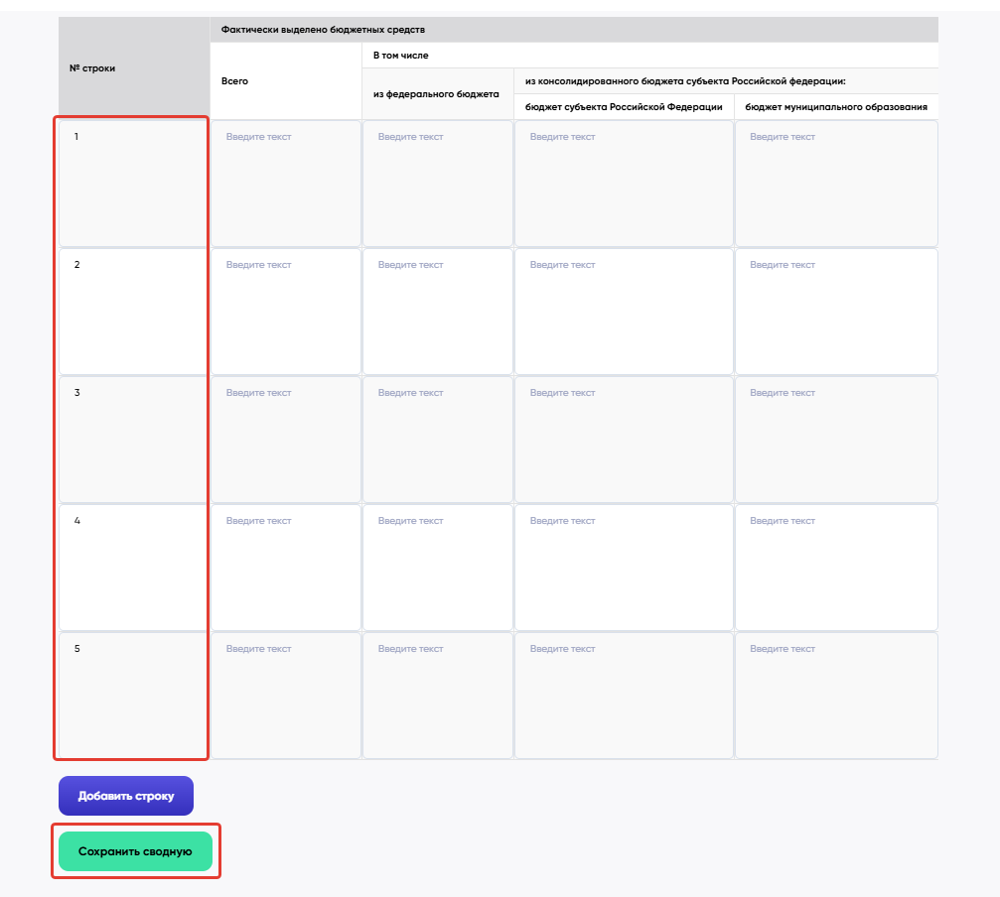 № строки
Фактически выделено бюджетных средств
Всего
В том числе
из федерального бюджета
из консолидированного бюджета субъекта Российской федерации:
бюджет субъекта Российской Федерации
бюджет муниципального образования
1 Введите текст Введите текст Введите текст Введите текст
2 Введите текст Введите текст Введите текст Введите текст
3 Введите текст Введите текст Введите текст Введите текст
4 Введите текст Введите текст Введите текст Введите текст
5 Введите текст Введите текст Введите текст Введите текст
Добавить строку
Сохранить сводную